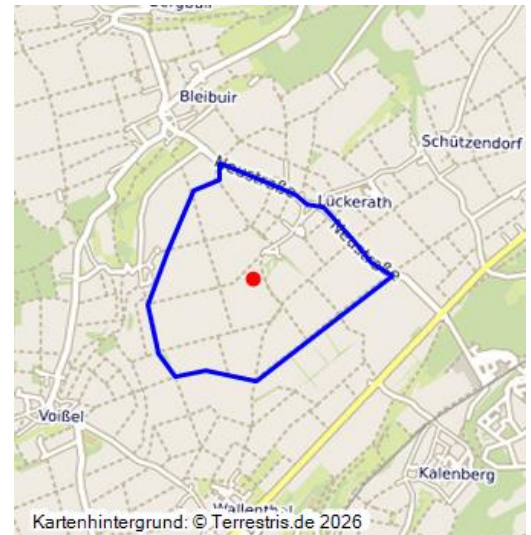 Bleibuir
Schützendorf
Neustraße
Lückerath
Neustraße
Voißel
Kalenberg
Wallenthal
Kartenhintergrund: © Terrestris.de 2026